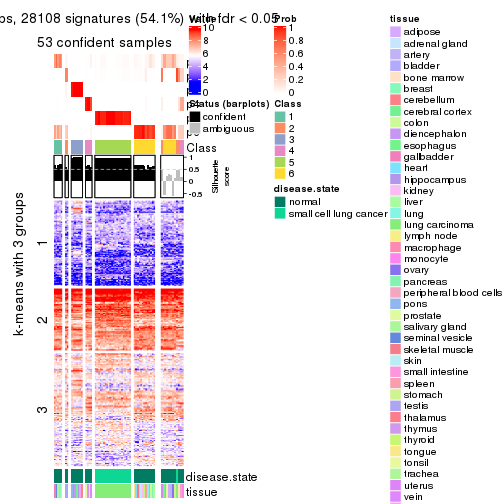 ps, 28108 signatures (54.1%) with fdr < 0.05
53 confident samples
Class
1
0.5
0
-0.5
Silhouette
score
k-means with 3 groups
1
2
3
disease.state
tissue
Value
10
8
6
4
2
0
Prob
1
0.8
0.6
0.4
0.2
0
Status (barplots)
confident
ambiguous
Class
1
2
3
4
5
6
disease.state
normal
small cell lung cancer
tissue
adipose
adrenal gland
artery
bladder
bone marrow
breast
cerebellum
cerebral cortex
colon
diencephalon
esophagus
gallbladder
heart
hippocampus
kidney
liver
lung
lung carcinoma
lymph node
macrophage
monocyte
ovary
pancreas
peripheral blood cells
pons
prostate
salivary gland
seminal vesicle
skeletal muscle
skin
small intestine
spleen
stomach
testis
thalamus
thymus
thyroid
tongue
tonsil
trachea
uterus
vein